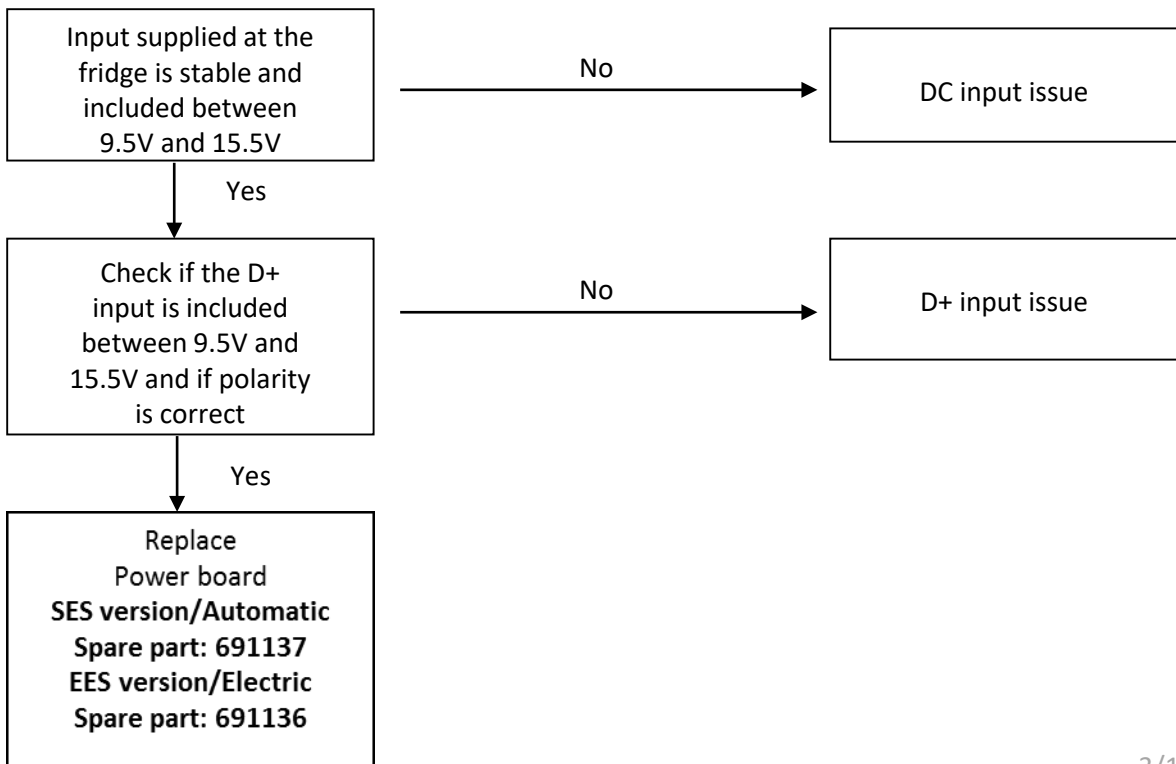 Input supplied at the
fridge is stable and
included between
9.5V and 15.5V
No
DC input issue
Yes
Check if the D+
input is included
between 9.5V and
15.5V and if polarity
is correct
No
D+ input issue
Yes
Replace
Power board
SES version/Automatic
Spare part: 691137
EES version/Electric
Spare part: 691136